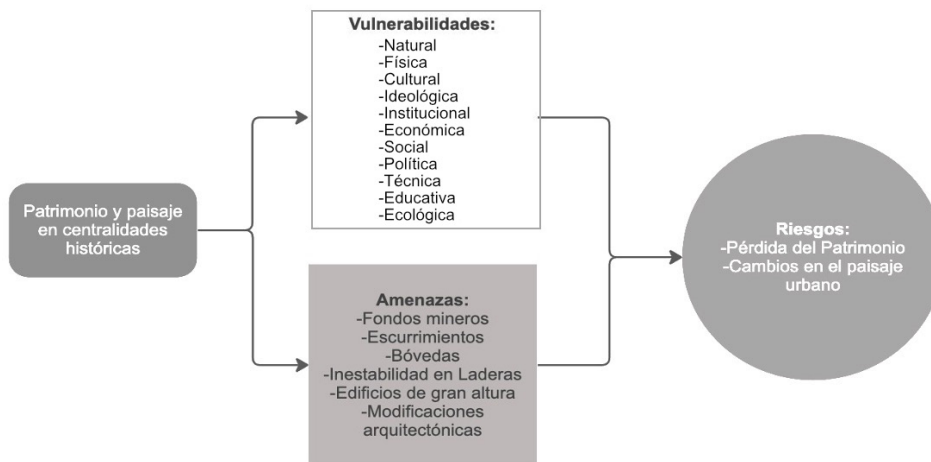 Patrimonio y paisaje
en centralidades
históricas
Vulnerabilidades:
-Natural
-Física
-Cultural
-Ideológica
-Institucional
-Económica
-Social
-Política
-Técnica
-Educativa
-Ecológica
Amenazas:
-Fondos mineros
-Escurrimientos
-Bóvedas
-Inestabilidad en Laderas
-Edificios de gran altura
-Modificaciones
arquitectónicas
Riesgos:
-Pérdida del Patrimonio
-Cambios en el paisaje
urbano